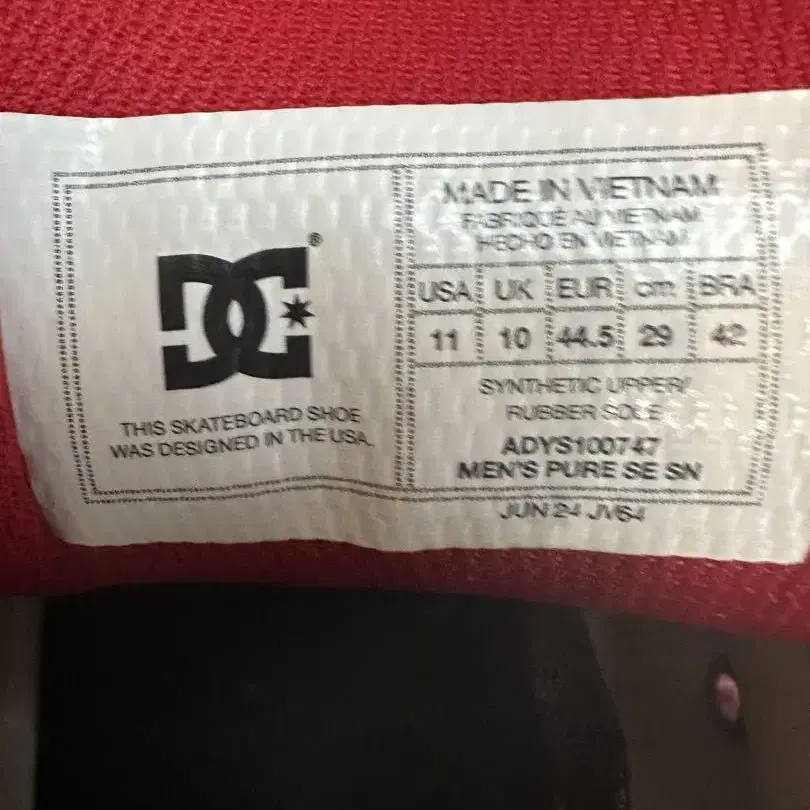 DC®
THIS SKATEBOARD SHOE
WAS DESIGNED IN THE USA.
MADE IN VIETNAM
FABRIQUÉ AU VIETNAM
HECHO EN VIETNAM
USA UK EUR cm BRA
11 10 44.5 29 42
SYNTHETIC UPPER/
RUBBER SOLE
ADYS100747
MEN'S PURE SE SN
JUN 24 JV64